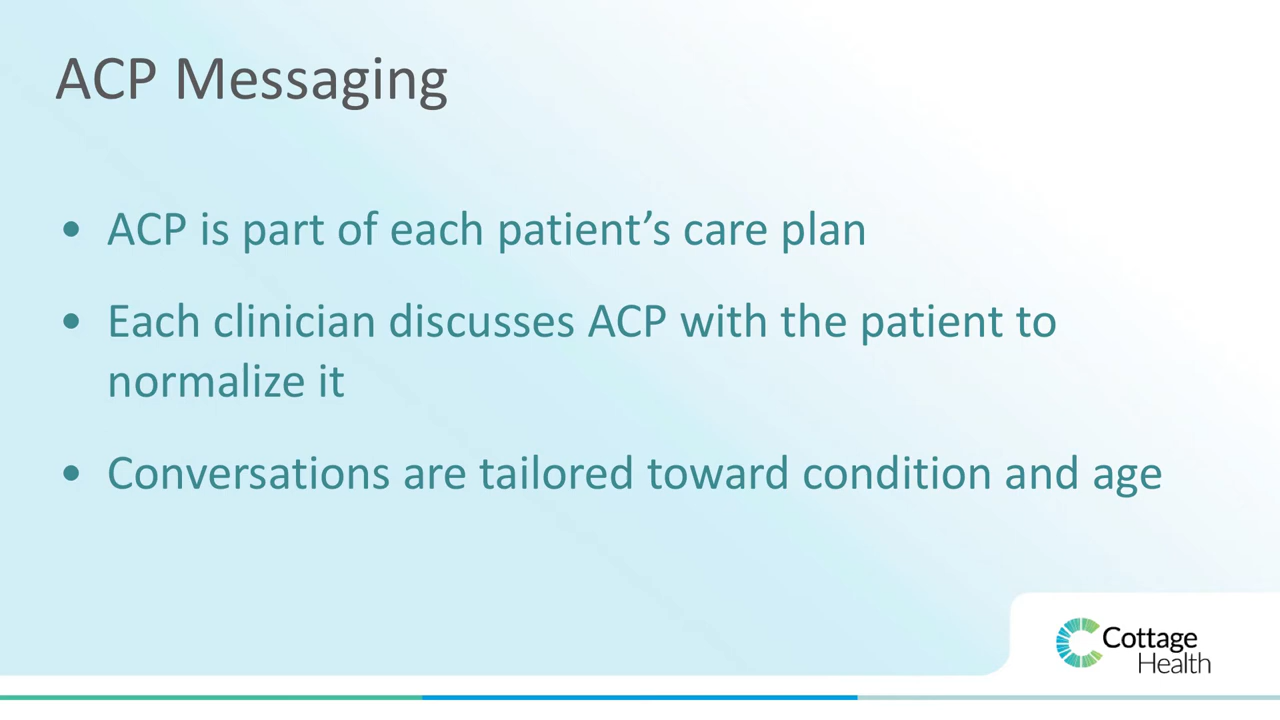 ACP Messaging
• ACP is part of each patient’s care plan
• Each clinician discusses ACP with the patient to
normalize it
• Conversations are tailored toward condition and age
Cottage
Health